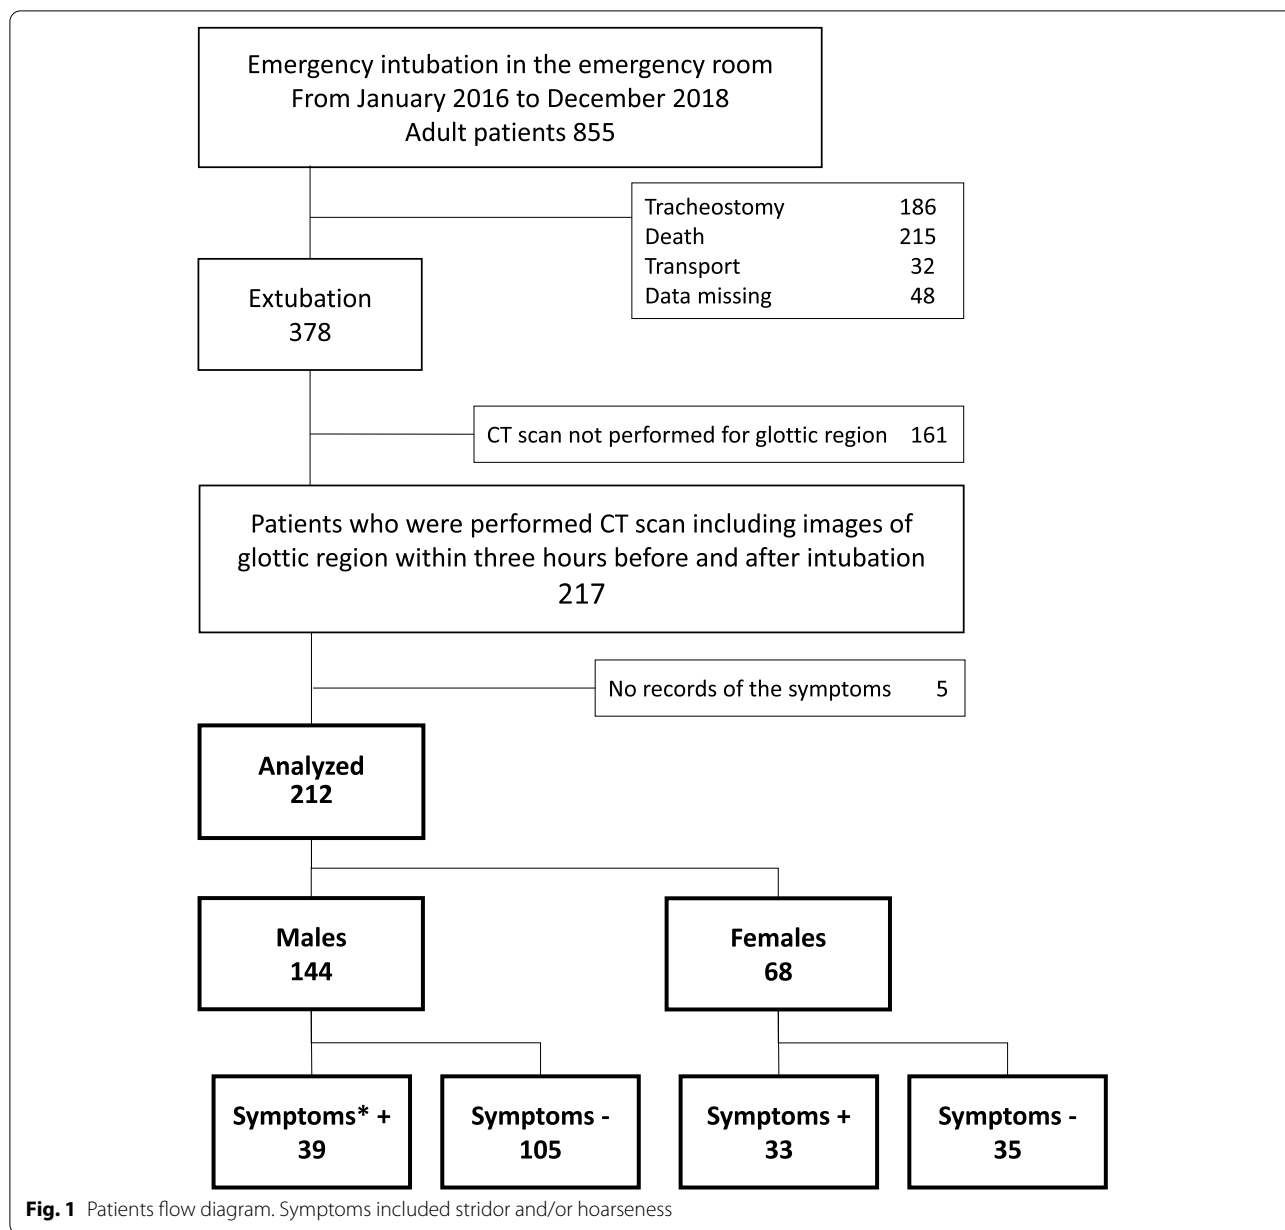 Emergency intubation in the emergency room
From January 2016 to December 2018
Adult patients 855
Tracheostomy 186
Death 215
Transport 32
Data missing 48
Extubation
378
CT scan not performed for glottic region 161
Patients who were performed CT scan including images of
glottic region within three hours before and after intubation
217
No records of the symptoms 5
Analyzed
212
Males
144
Females
68
Symptoms* +
39
Symptoms -
105
Symptoms +
33
Symptoms -
35
Fig. 1 Patients flow diagram. Symptoms included stridor and/or hoarseness